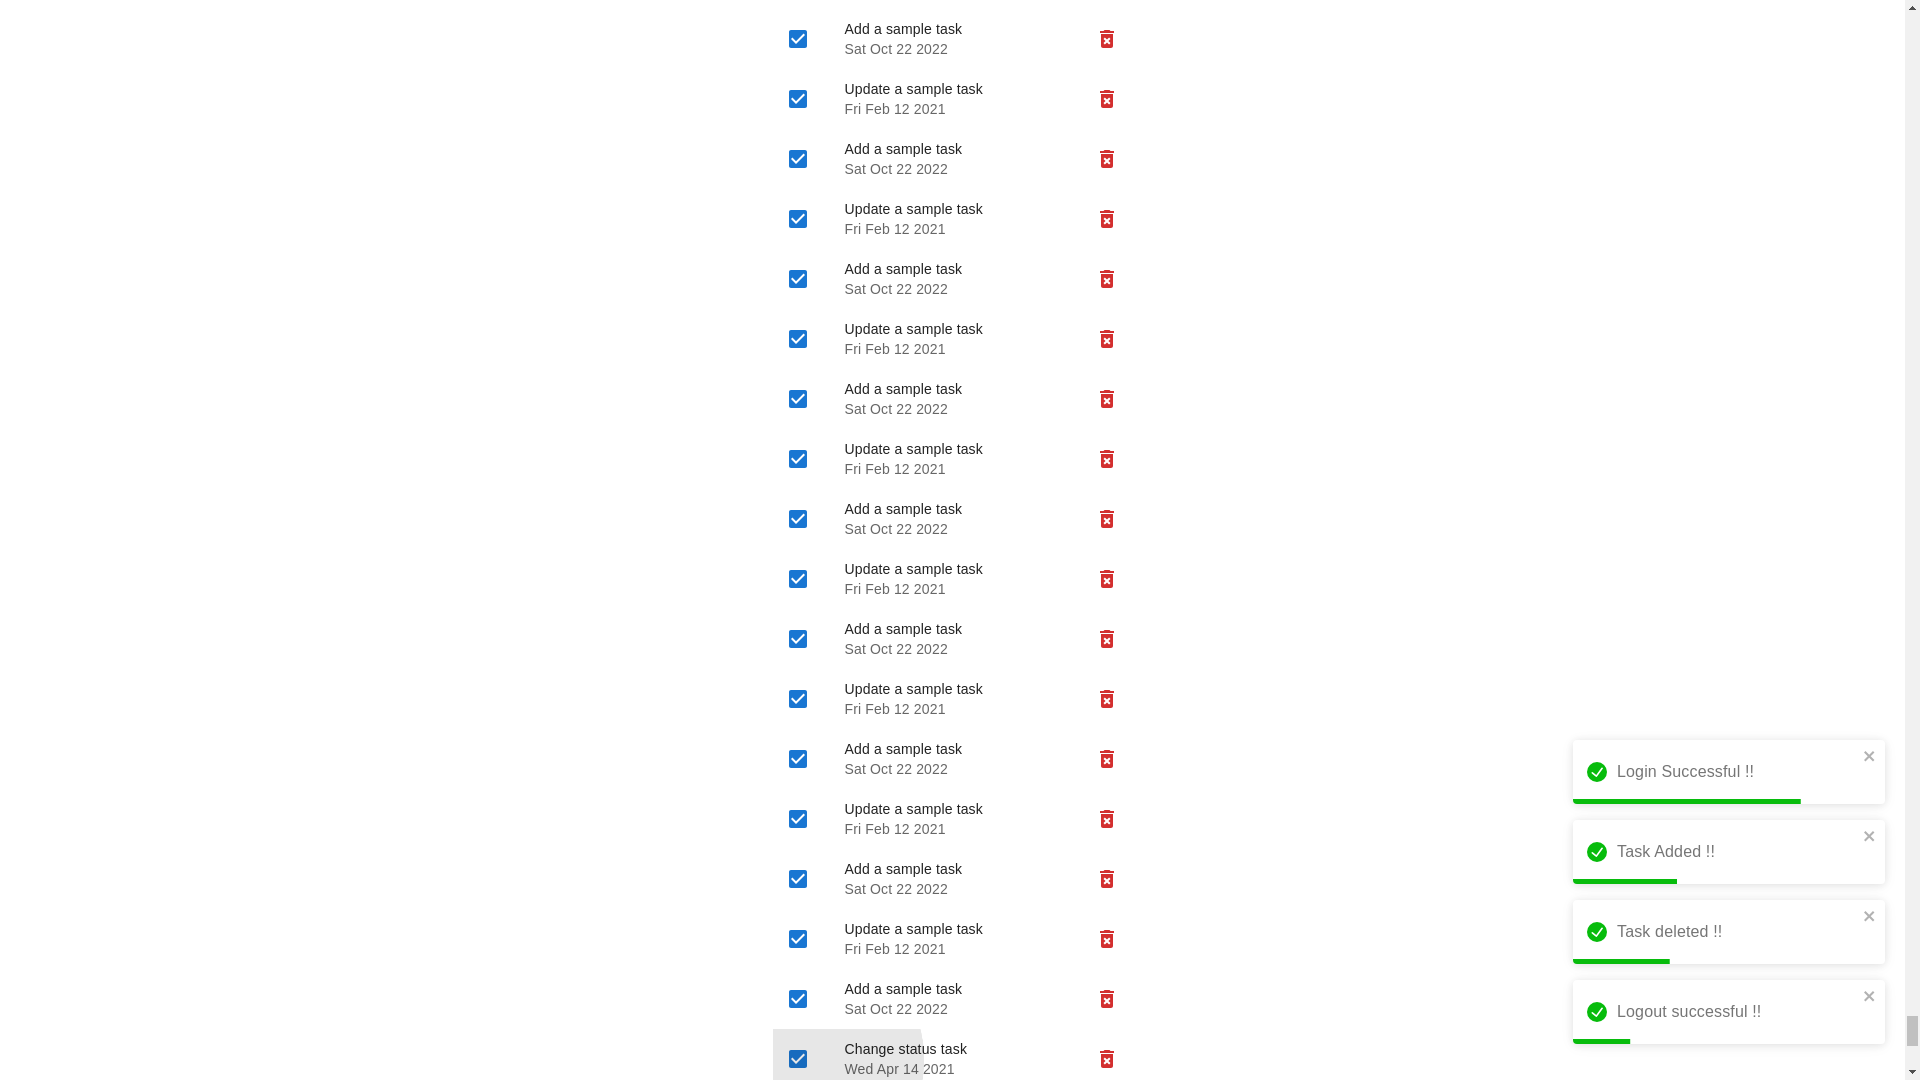 Add a sample task
Sat Oct 22 2022
Update a sample task
Fri Feb 12 2021
Add a sample task
Sat Oct 22 2022
Update a sample task
Fri Feb 12 2021
Add a sample task
Sat Oct 22 2022
Update a sample task
Fri Feb 12 2021
Add a sample task
Sat Oct 22 2022
Update a sample task
Fri Feb 12 2021
Add a sample task
Sat Oct 22 2022
Update a sample task
Fri Feb 12 2021
Add a sample task
Sat Oct 22 2022
Update a sample task
Fri Feb 12 2021
Add a sample task
Sat Oct 22 2022
Update a sample task
Fri Feb 12 2021
Add a sample task
Sat Oct 22 2022
Update a sample task
Fri Feb 12 2021
Add a sample task
Sat Oct 22 2022
Change status task
Wed Apr 14 2021
Login Successful !!
Task Added !!
Task deleted !!
Logout successful !!